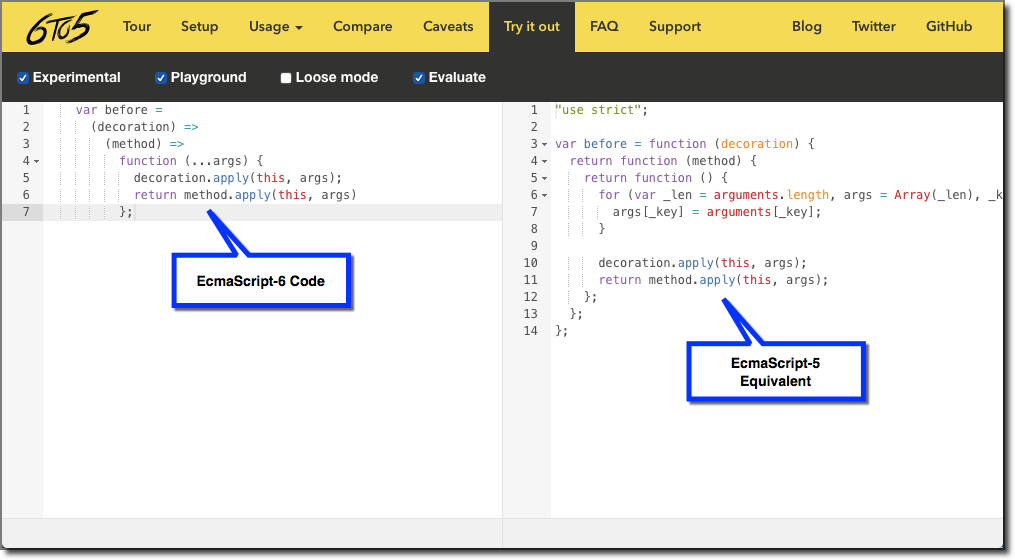 6To5 Tour Setup Usage Compare Caveats Try it out FAQ Support Blog Twitter GitHub
Experimental Playground Loose mode Evaluate
1 var before =
2 (decoration) =>
3 (method) =>
4 function (...args) {
5 decoration.apply(this, args);
6 return method.apply(this, args)
7 };
EcmaScript-6 Code
1 "use strict";
2
3 var before = function (decoration) {
4 return function (method) {
5 return function () {
6 for (var _len = arguments.length, args = Array(_len), _k
7 args[_key] = arguments[_key];
8 }
9
10 decoration.apply(this, args);
11 return method.apply(this, args);
12 };
13 };
14 };
EcmaScript-5
Equivalent